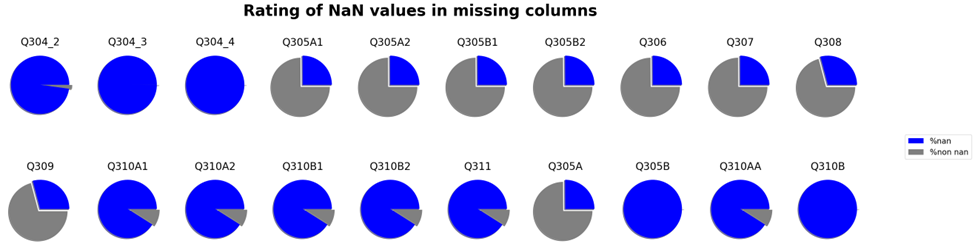 Rating of NaN values in missing columns
Q304_2 Q304_3 Q304_4 Q305A1 Q305A2 Q305B1 Q305B2 Q306 Q307 Q308
%nan
%non nan
Q309 Q310A1 Q310A2 Q310B1 Q310B2 Q311 Q305A Q305B Q310AA Q310B